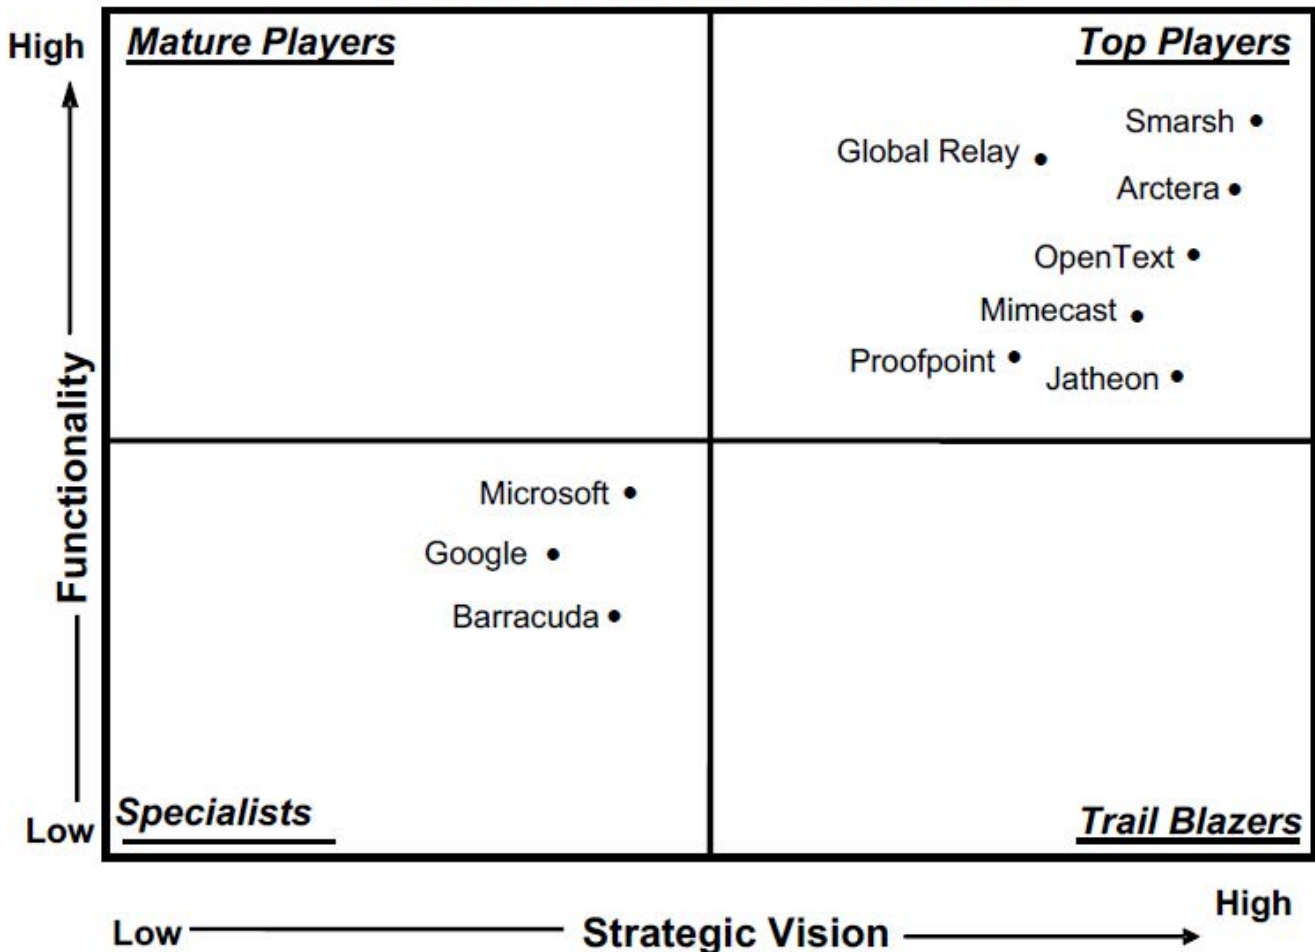 High
Mature Players
Top Players
Smarsh
Global Relay
Arctera
OpenText
Mimecast
Proofpoint
Jatheon
Functionality
Microsoft
Google
Barracuda
Specialists
Low
Trail Blazers
High
Low
Strategic Vision